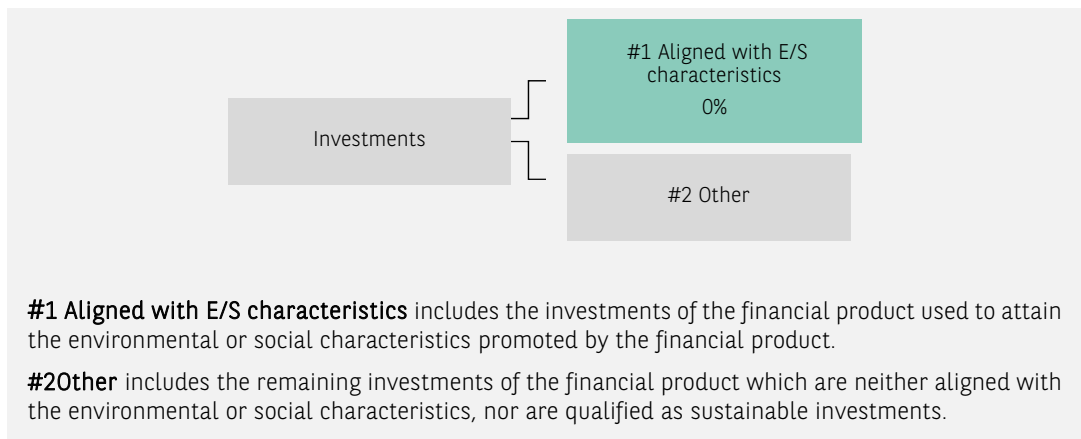 #1 Aligned with E/S
characteristics
0%
Investments
#2 Other
#1 Aligned with E/S characteristics includes the investments of the financial product used to attain
the environmental or social characteristics promoted by the financial product.
#2Other includes the remaining investments of the financial product which are neither aligned with
the environmental or social characteristics, nor are qualified as sustainable investments.